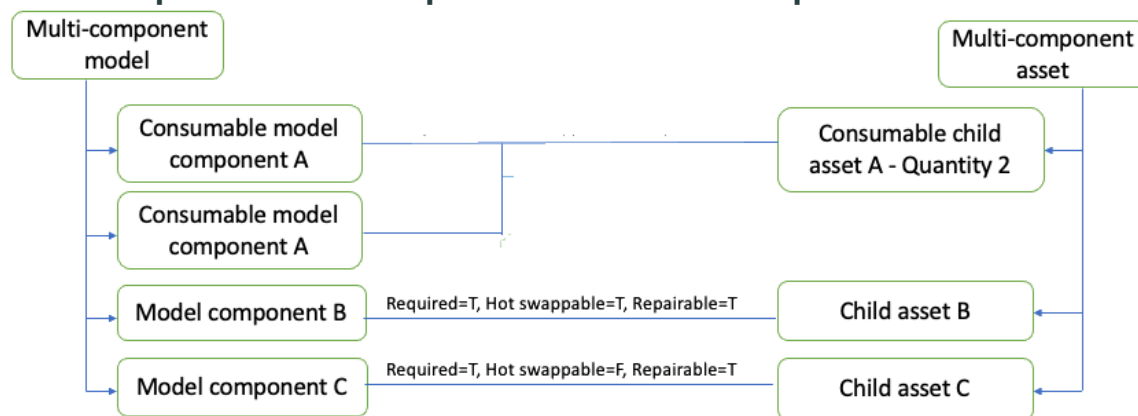 Multi-component
model
Multi-component
asset
Consumable model
component A
Consumable child
asset A - Quantity 2
Consumable model
component A
Model component B
Required=T, Hot swappable=T, Repairable=T
Child asset B
Model component C
Required=T, Hot swappable=F, Repairable=T
Child asset C